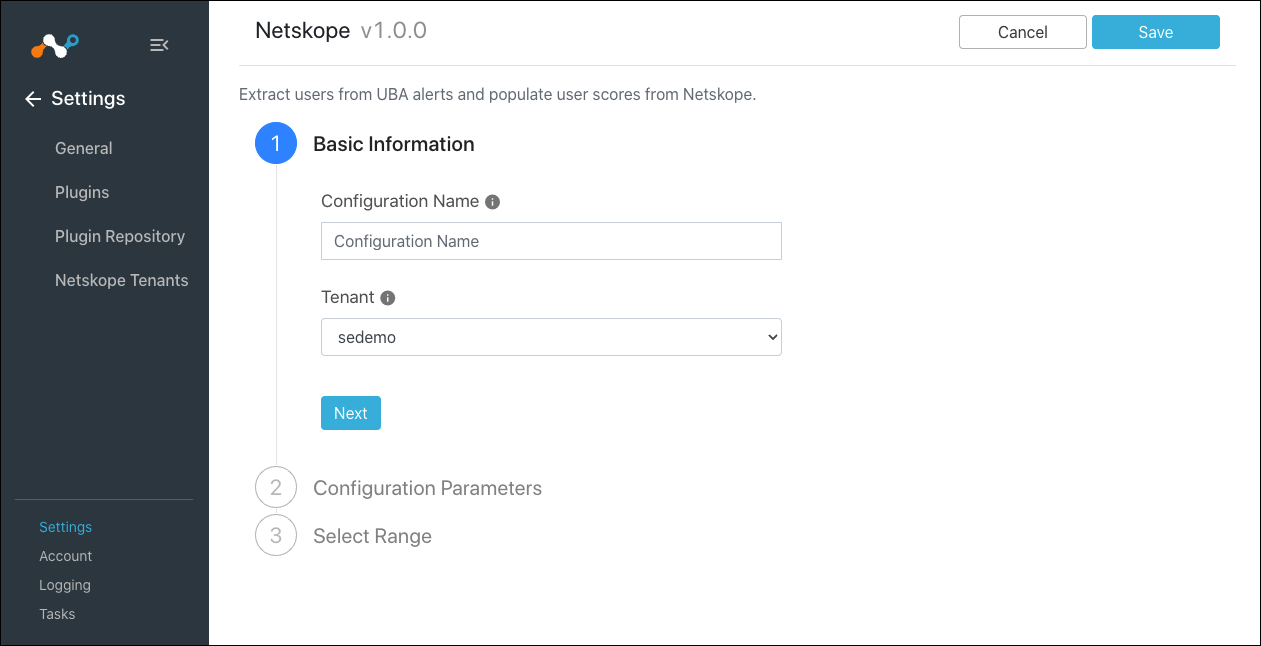 Settings
General
Plugins
Plugin Repository
Netskope Tenants
Settings
Account
Logging
Tasks
Netskope v1.0.0
Cancel
Save
Extract users from UBA alerts and populate user scores from Netskope.
1 Basic Information
Configuration Name
Configuration Name
Tenant
sedemo
Next
2 Configuration Parameters
3 Select Range